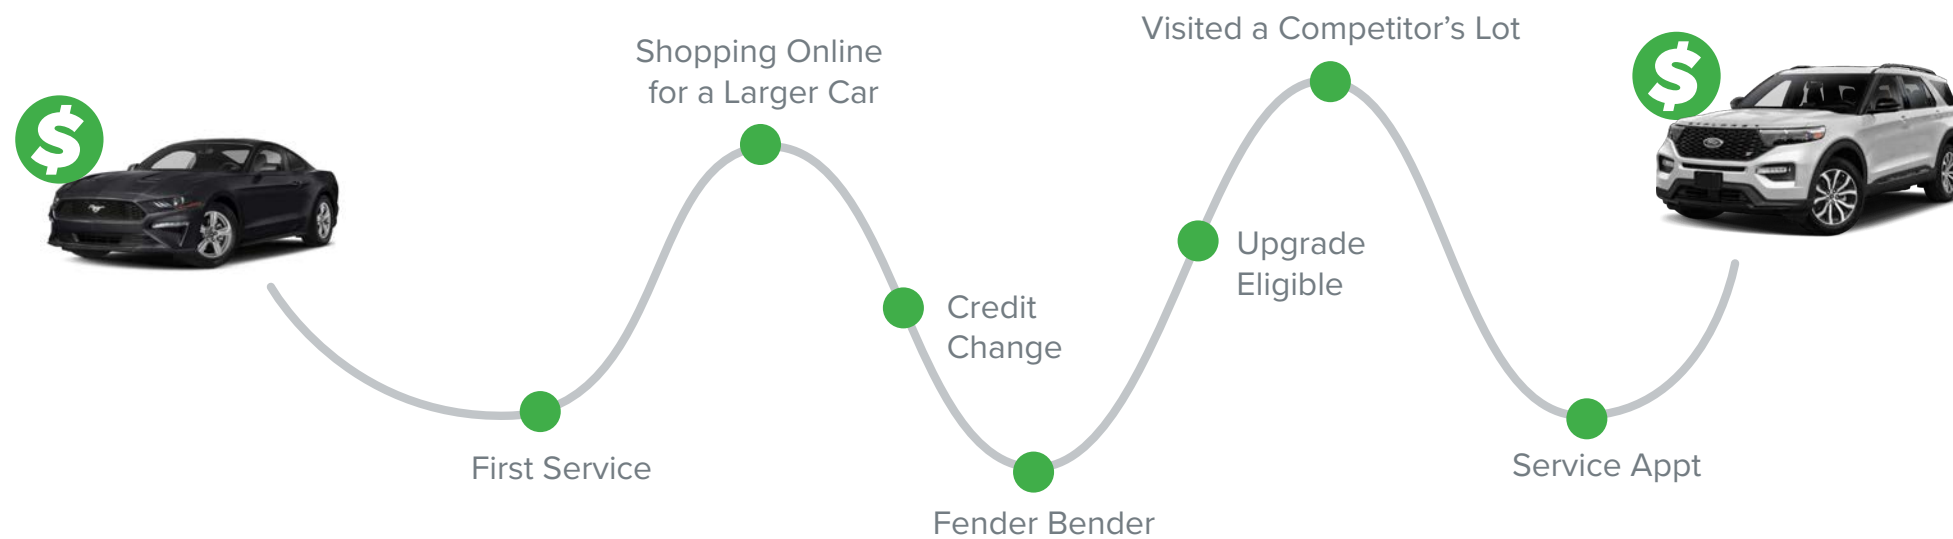 Visited a Competitor’s Lot
Shopping Online
for a Larger Car
$
$
Upgrade
Eligible
Credit
Change
First Service
Service Appt
Fender Bender